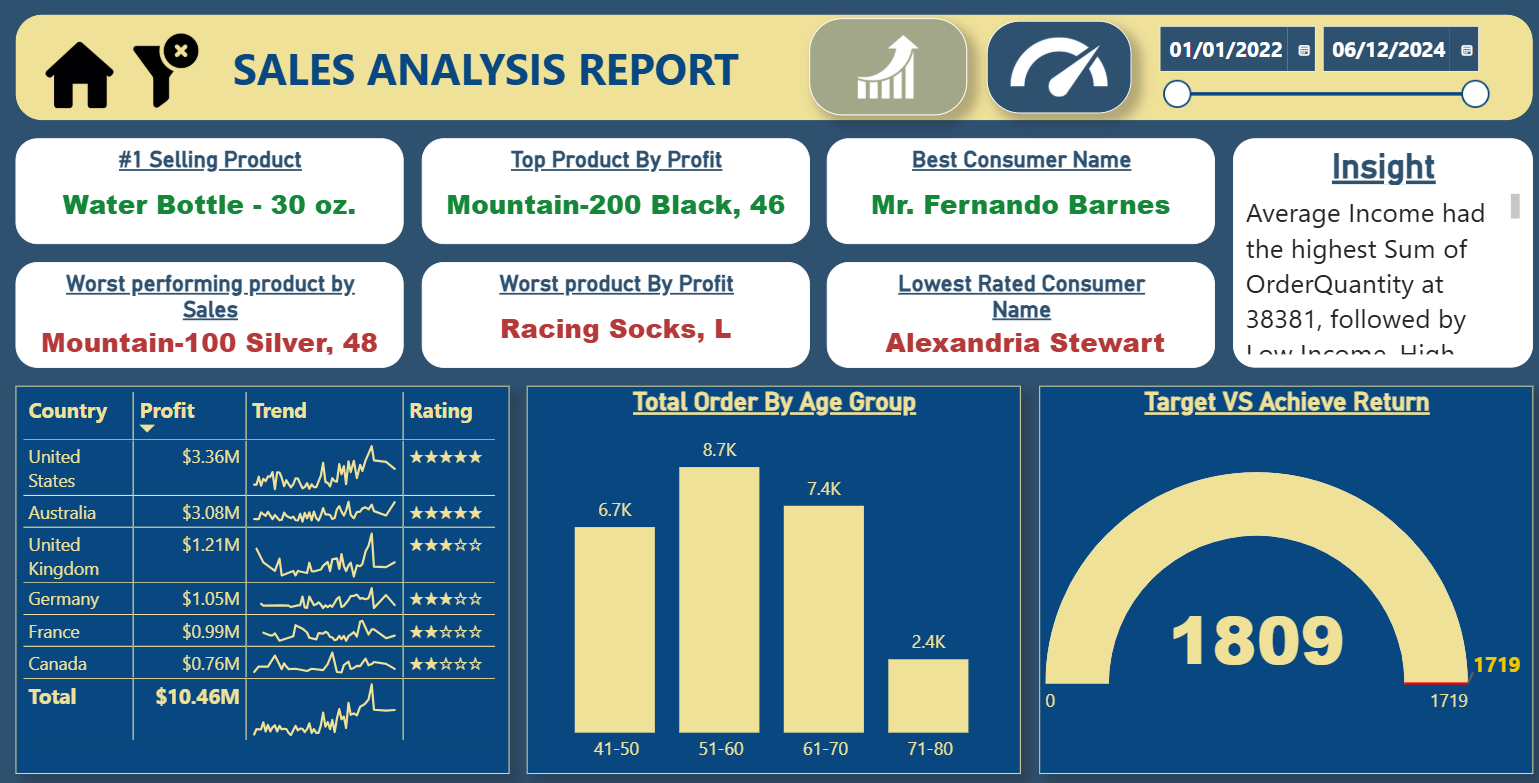 SALES ANALYSIS REPORT
01/01/2022
06/12/2024
#1 Selling Product
Water Bottle - 30 oz.
Top Product By Profit
Mountain-200 Black, 46
Best Consumer Name
Mr. Fernando Barnes
Insight
Average Income had
the highest Sum of
OrderQuantity at
38381, followed by
Low Income, High
Worst performing product by
Sales
Mountain-100 Silver, 48
Worst product By Profit
Racing Socks, L
Lowest Rated Consumer
Name
Alexandria Stewart
Country Profit Trend Rating
United
States
$3.36M ★★★★★
Australia $3.08M ★★★★★
United
Kingdom
$1.21M ★★★☆☆
Germany $1.05M ★★★☆☆
France $0.99M ★★☆☆☆
Canada $0.76M ★★☆☆☆
Total $10.46M
Total Order By Age Group
6.7K
8.7K
7.4K
2.4K
41-50 51-60 61-70 71-80
Target VS Achieve Return
1809
1719
0
1719